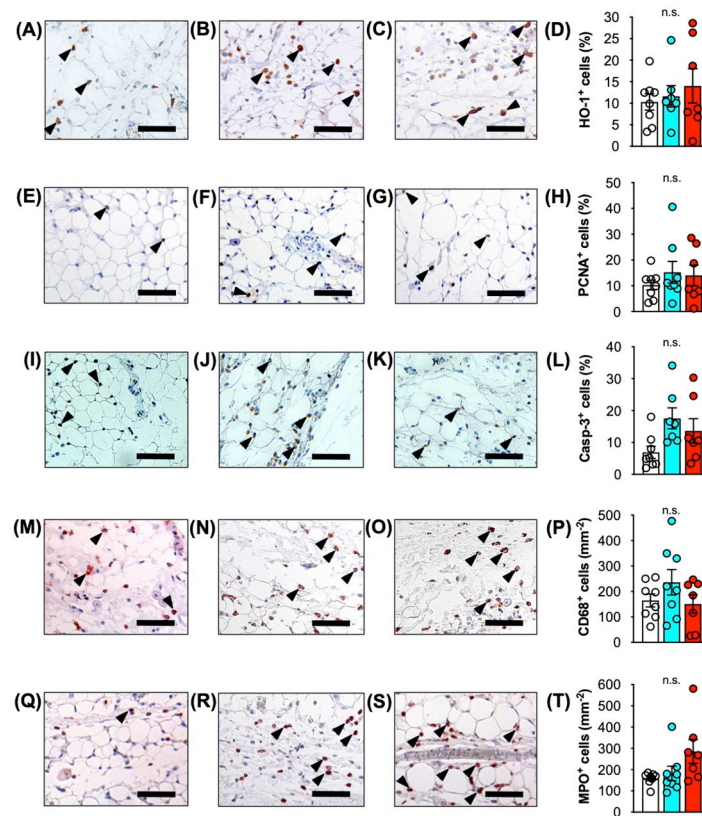 (A)
(B)
(C)
(D)
n.s.
HO-1⁺ cells (%)
30
25
20
15
10
5
0
(E)
(F)
(G)
(H)
n.s.
PCNA⁺ cells (%)
50
40
30
20
10
0
(I)
(J)
(K)
(L)
n.s.
Casp-3⁺ cells (%)
40
30
20
10
0
(M)
(N)
(O)
(P)
n.s.
CD68⁺ cells (mm⁻²)
500
400
300
200
100
0
(Q)
(R)
(S)
(T)
n.s.
MPO⁺ cells (mm⁻²)
600
500
400
300
200
100
0